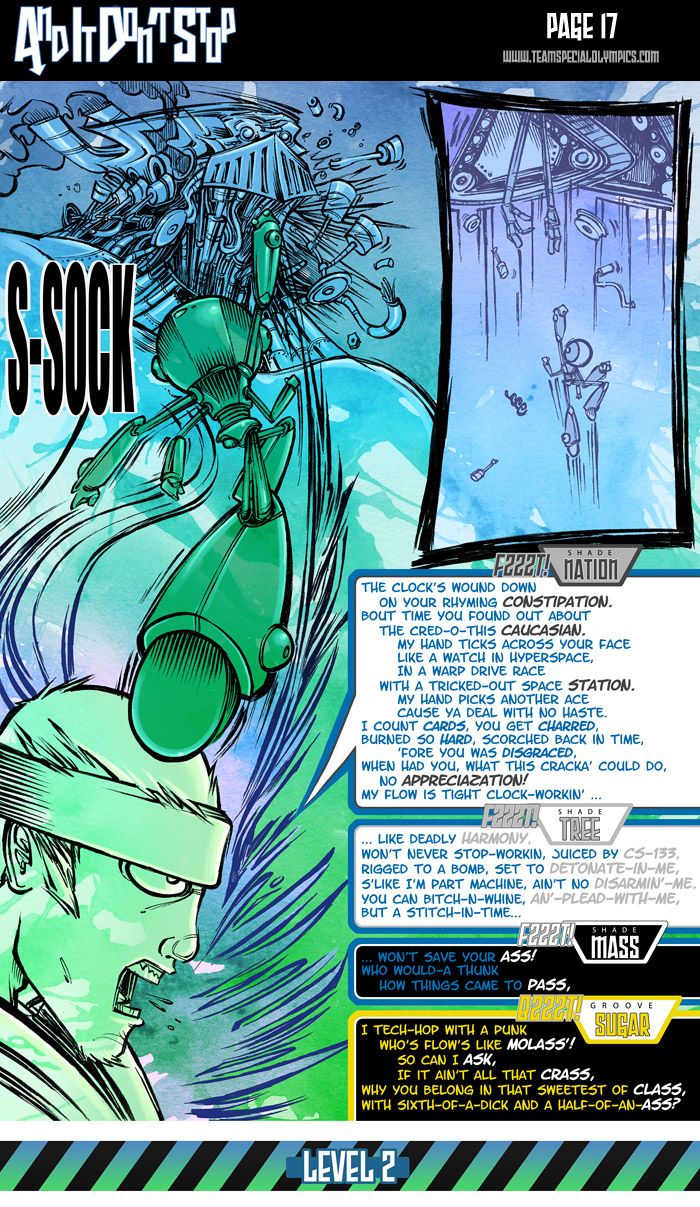 And It Don't Stop
PAGE 17
WWW.TEAMSPECIALOLYMPICS.COM
S-SOCK
FZZZT! SHADE NATION
THE CLOCK'S WOUND DOWN
ON YOUR RHYMING CONSTIPATION.
BOUT TIME YOU FOUND OUT ABOUT
THE CRED-O-THIS CAUCASIAN.
MY HAND TICKS ACROSS YOUR FACE
LIKE A WATCH IN HYPERSPACE,
IN A WARP DRIVE RACE
WITH A TRICKED-OUT SPACE STATION.
MY HAND PICKS ANOTHER ACE
CAUSE YA DEAL WITH NO HASTE.
I COUNT CARDS, YOU GET CHARRED,
BURNED SO HARD, SCORCHED BACK IN TIME,
'FORE YOU WAS DISGRACED,
WHEN HAD YOU, WHAT THIS CRACKA' COULD DO,
NO APPRECIAZATION!
MY FLOW IS TIGHT CLOCK-WORKIN' ...
FZZZT! SHADE TREE
... LIKE DEADLY HARMONY,
WON'T NEVER STOP-WORKIN, JUICED BY CS-133,
RIGGED TO A BOMB, SET TO DETONATE-IN-ME,
S'LIKE I'M PART MACHINE, AIN'T NO DISARMIN'-ME.
YOU CAN BITCH-N-WHINE, AN'-PLEAD-WITH-ME,
BUT A STITCH-IN-TIME...
FZZZT! SHADE MASS
... WON'T SAVE YOUR ASS!
WHO WOULD-A THUNK
HOW THINGS CAME TO PASS,
BZZZT! GROOVE SUGAR
I TECH-HOP WITH A PUNK
WHO'S FLOW'S LIKE MOLASS'!
SO CAN I ASK,
IF IT AIN'T ALL THAT CRASS,
WHY YOU BELONG IN THAT SWEETEST OF CLASS,
WITH SIXTH-OF-A-DICK AND A HALF-OF-AN-ASS?
LEVEL 2